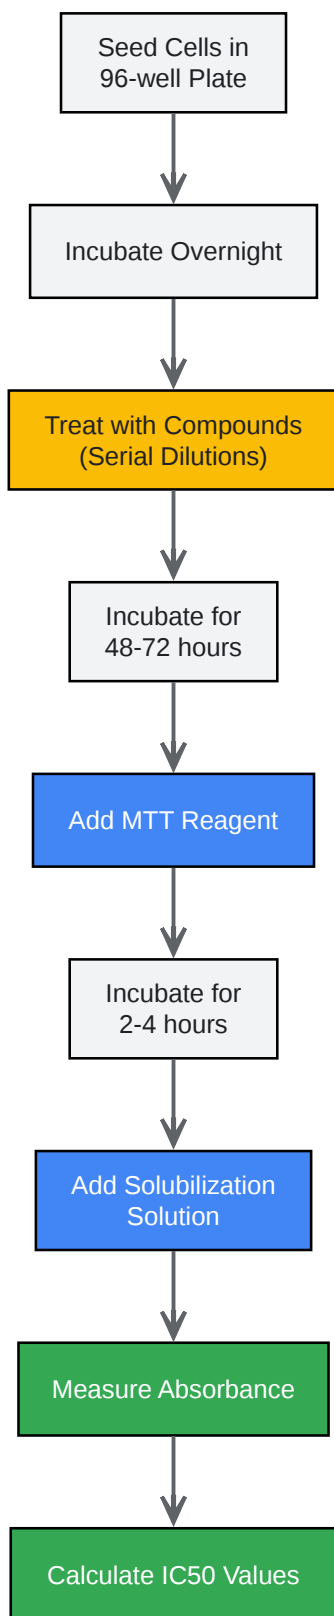 Seed Cells in
96-well Plate
Incubate Overnight
Treat with Compounds
(Serial Dilutions)
Incubate for
48-72 hours
Add MTT Reagent
Incubate for
2-4 hours
Add Solubilization
Solution
Measure Absorbance
Calculate IC50 Values